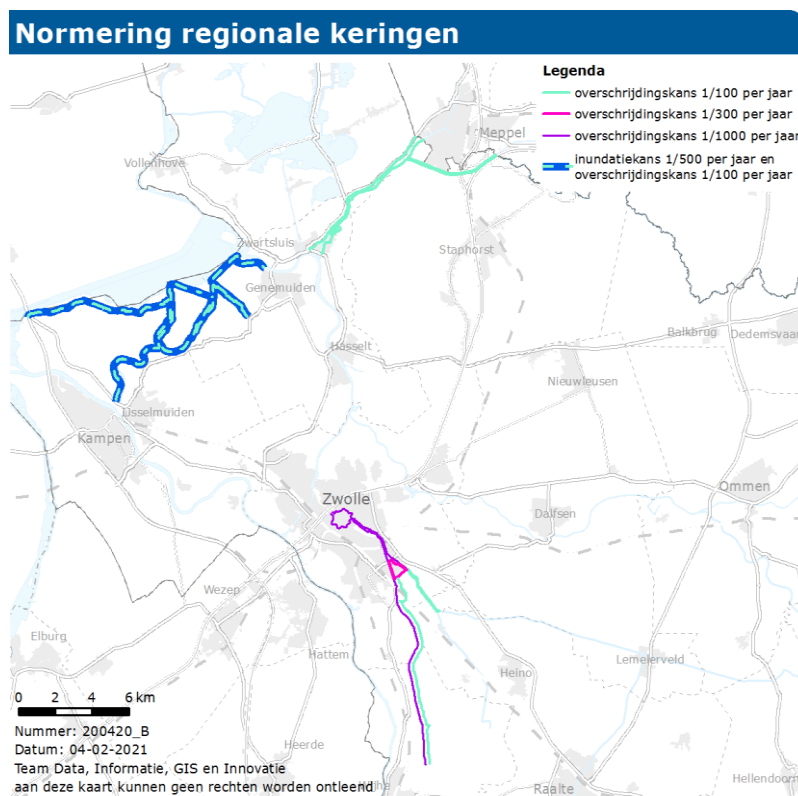 Normering regionale keringen
Legenda
overschrijdingskans 1/100 per jaar
overschrijdingskans 1/300 per jaar
overschrijdingskans 1/1000 per jaar
inundatiekans 1/500 per jaar en
overschrijdingskans 1/100 per jaar
Meppel
Vollenhove
Zwartsluis
Staphorst
Genemuiden
Balkbrug
Dedemsvaar
Hasselt
Nieuwleusen
IJsselmuiden
Kampen
Zwolle
Ommen
Dalfsen
Wezep
Elburg
Hattem
Lemelerveld
Heino
0 2 4 6 km
Nummer: 200420_B
Datum: 04-02-2021
Heerde
Team Data, Informatie, GIS en Innovatie
aan deze kaart kunnen geen rechten worden ontleend
Raalte
Hellendoorn